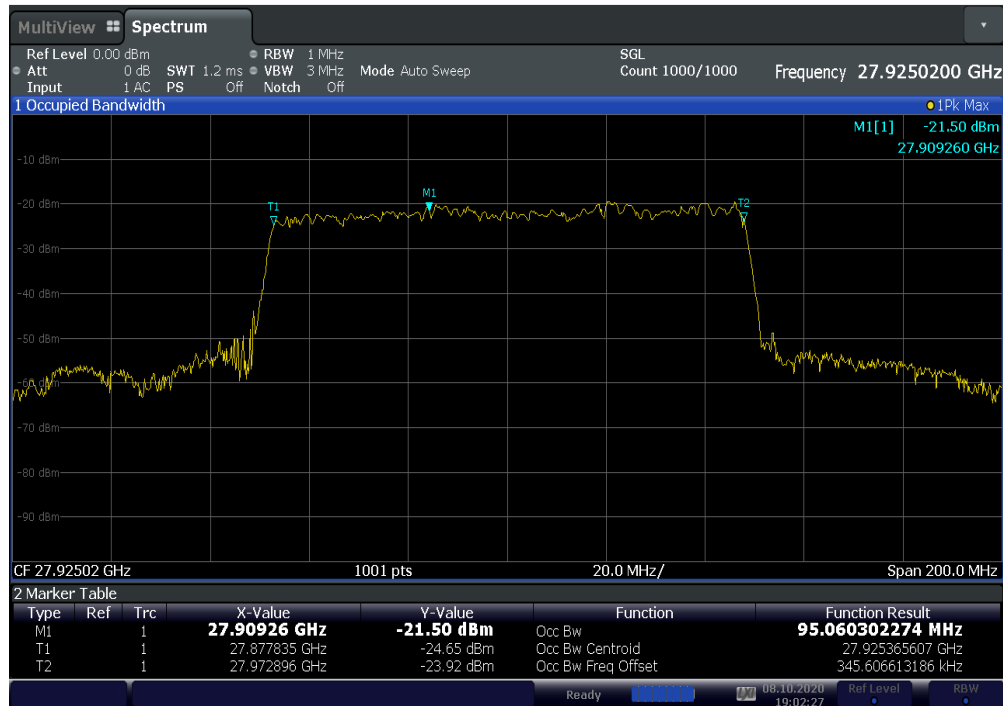 MultiView Spectrum
Ref Level 0.00 dBm RBW 1 MHz SGL
Att 0 dB SWT 1.2 ms VBW 3 MHz Mode Auto Sweep Count 1000/1000 Frequency 27.9250200 GHz
Input 1 AC PS Off Notch Off
1 Occupied Bandwidth 1Pk Max
M1[1] -21.50 dBm
27.909260 GHz
-10 dBm
M1
-20 dBm T1 T2
-30 dBm
-40 dBm
-50 dBm
-60 dBm
-70 dBm
-80 dBm
-90 dBm
CF 27.92502 GHz 1001 pts 20.0 MHz/ Span 200.0 MHz
2 Marker Table
Type Ref Trc X-Value Y-Value Function Function Result
M1 1 27.90926 GHz -21.50 dBm Occ Bw 95.060302274 MHz
T1 1 27.877835 GHz -24.65 dBm Occ Bw Centroid 27.925365607 GHz
T2 1 27.972896 GHz -23.92 dBm Occ Bw Freq Offset 345.606613186 kHz
Ready 08.10.2020 Ref Level RBW
19:02:27